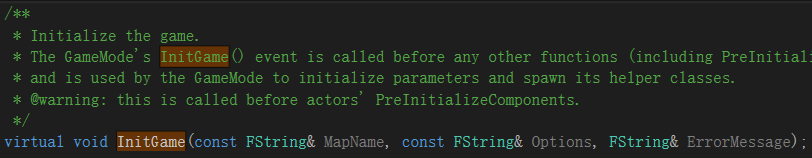 /**
* Initialize the game.
* The GameMode's InitGame() event is called before any other functions (including PreInitial
* and is used by the GameMode to initialize parameters and spawn its helper classes.
* @warning: this is called before actors' PreInitializeComponents.
*/
virtual void InitGame(const FString& MapName, const FString& Options, FString& ErrorMessage);